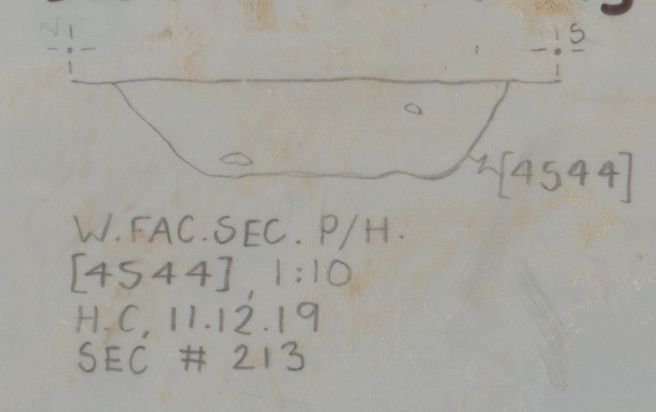 N S
[4544]
W.FAC.SEC. P/H.
[4544], 1:10
H.C, 11.12.19
SEC # 213